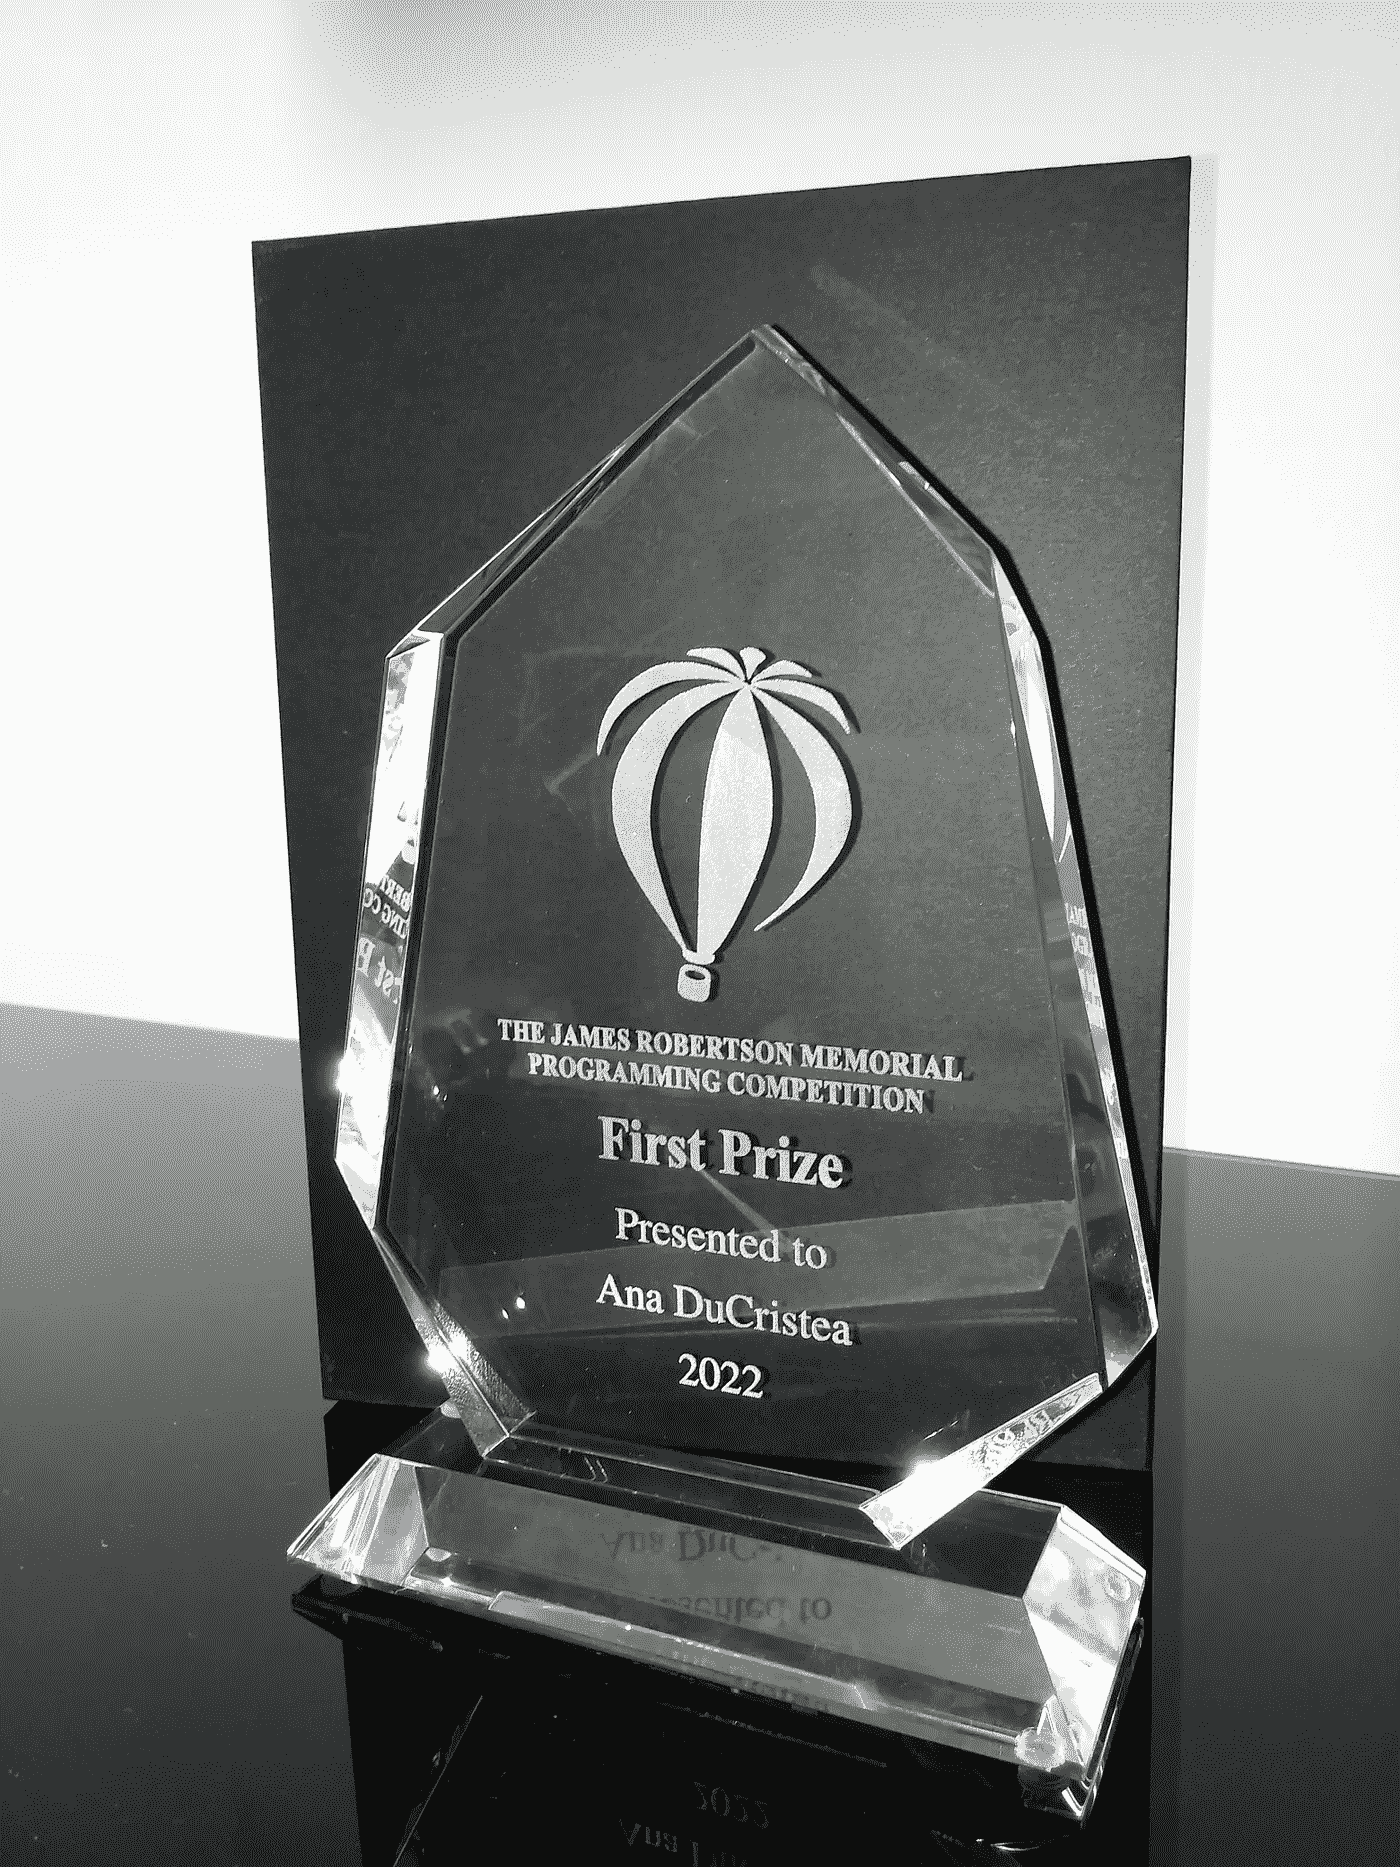 THE JAMES ROBERTSON MEMORIAL
PROGRAMMING COMPETITION
First Prize
Presented to
Ana DuCristea
2022